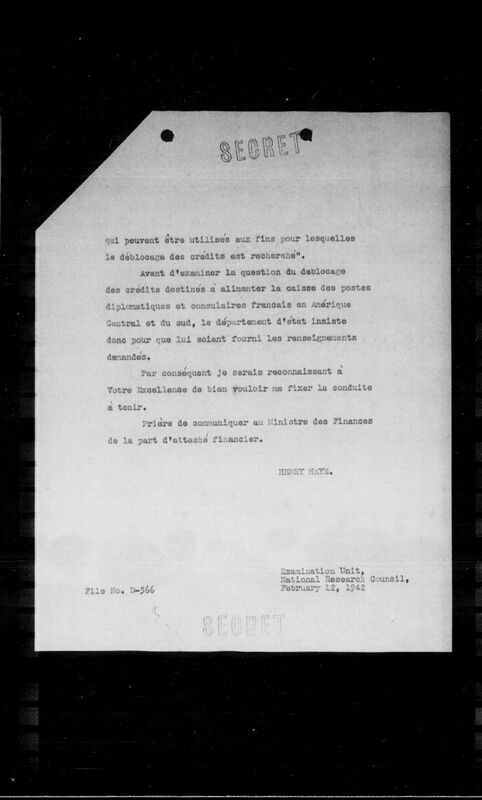 SECRET
qui peuvent être utilisés aux fins pour lesquelles
le déblocage des crédits est recherché".
Avant d'examiner la question du deblocage
des crédits destinés à alimenter la caisse des postes
diplomatiques et consulaires francais en Amérique
Central et du sud, le département d'état insiste
donc pour que lui soient fourni les renseignements
demandés.
Par conséquent je serais reconnaissant à
Votre Excellence de bien vouloir me fixer la conduite
à tenir.
Prière de communiquer au Ministre des Finances
de la part d'attaché financier.
HENRY HAYE.
Examination Unit,
National Research Council,
February 12, 1942
File No. D-566
SECRET